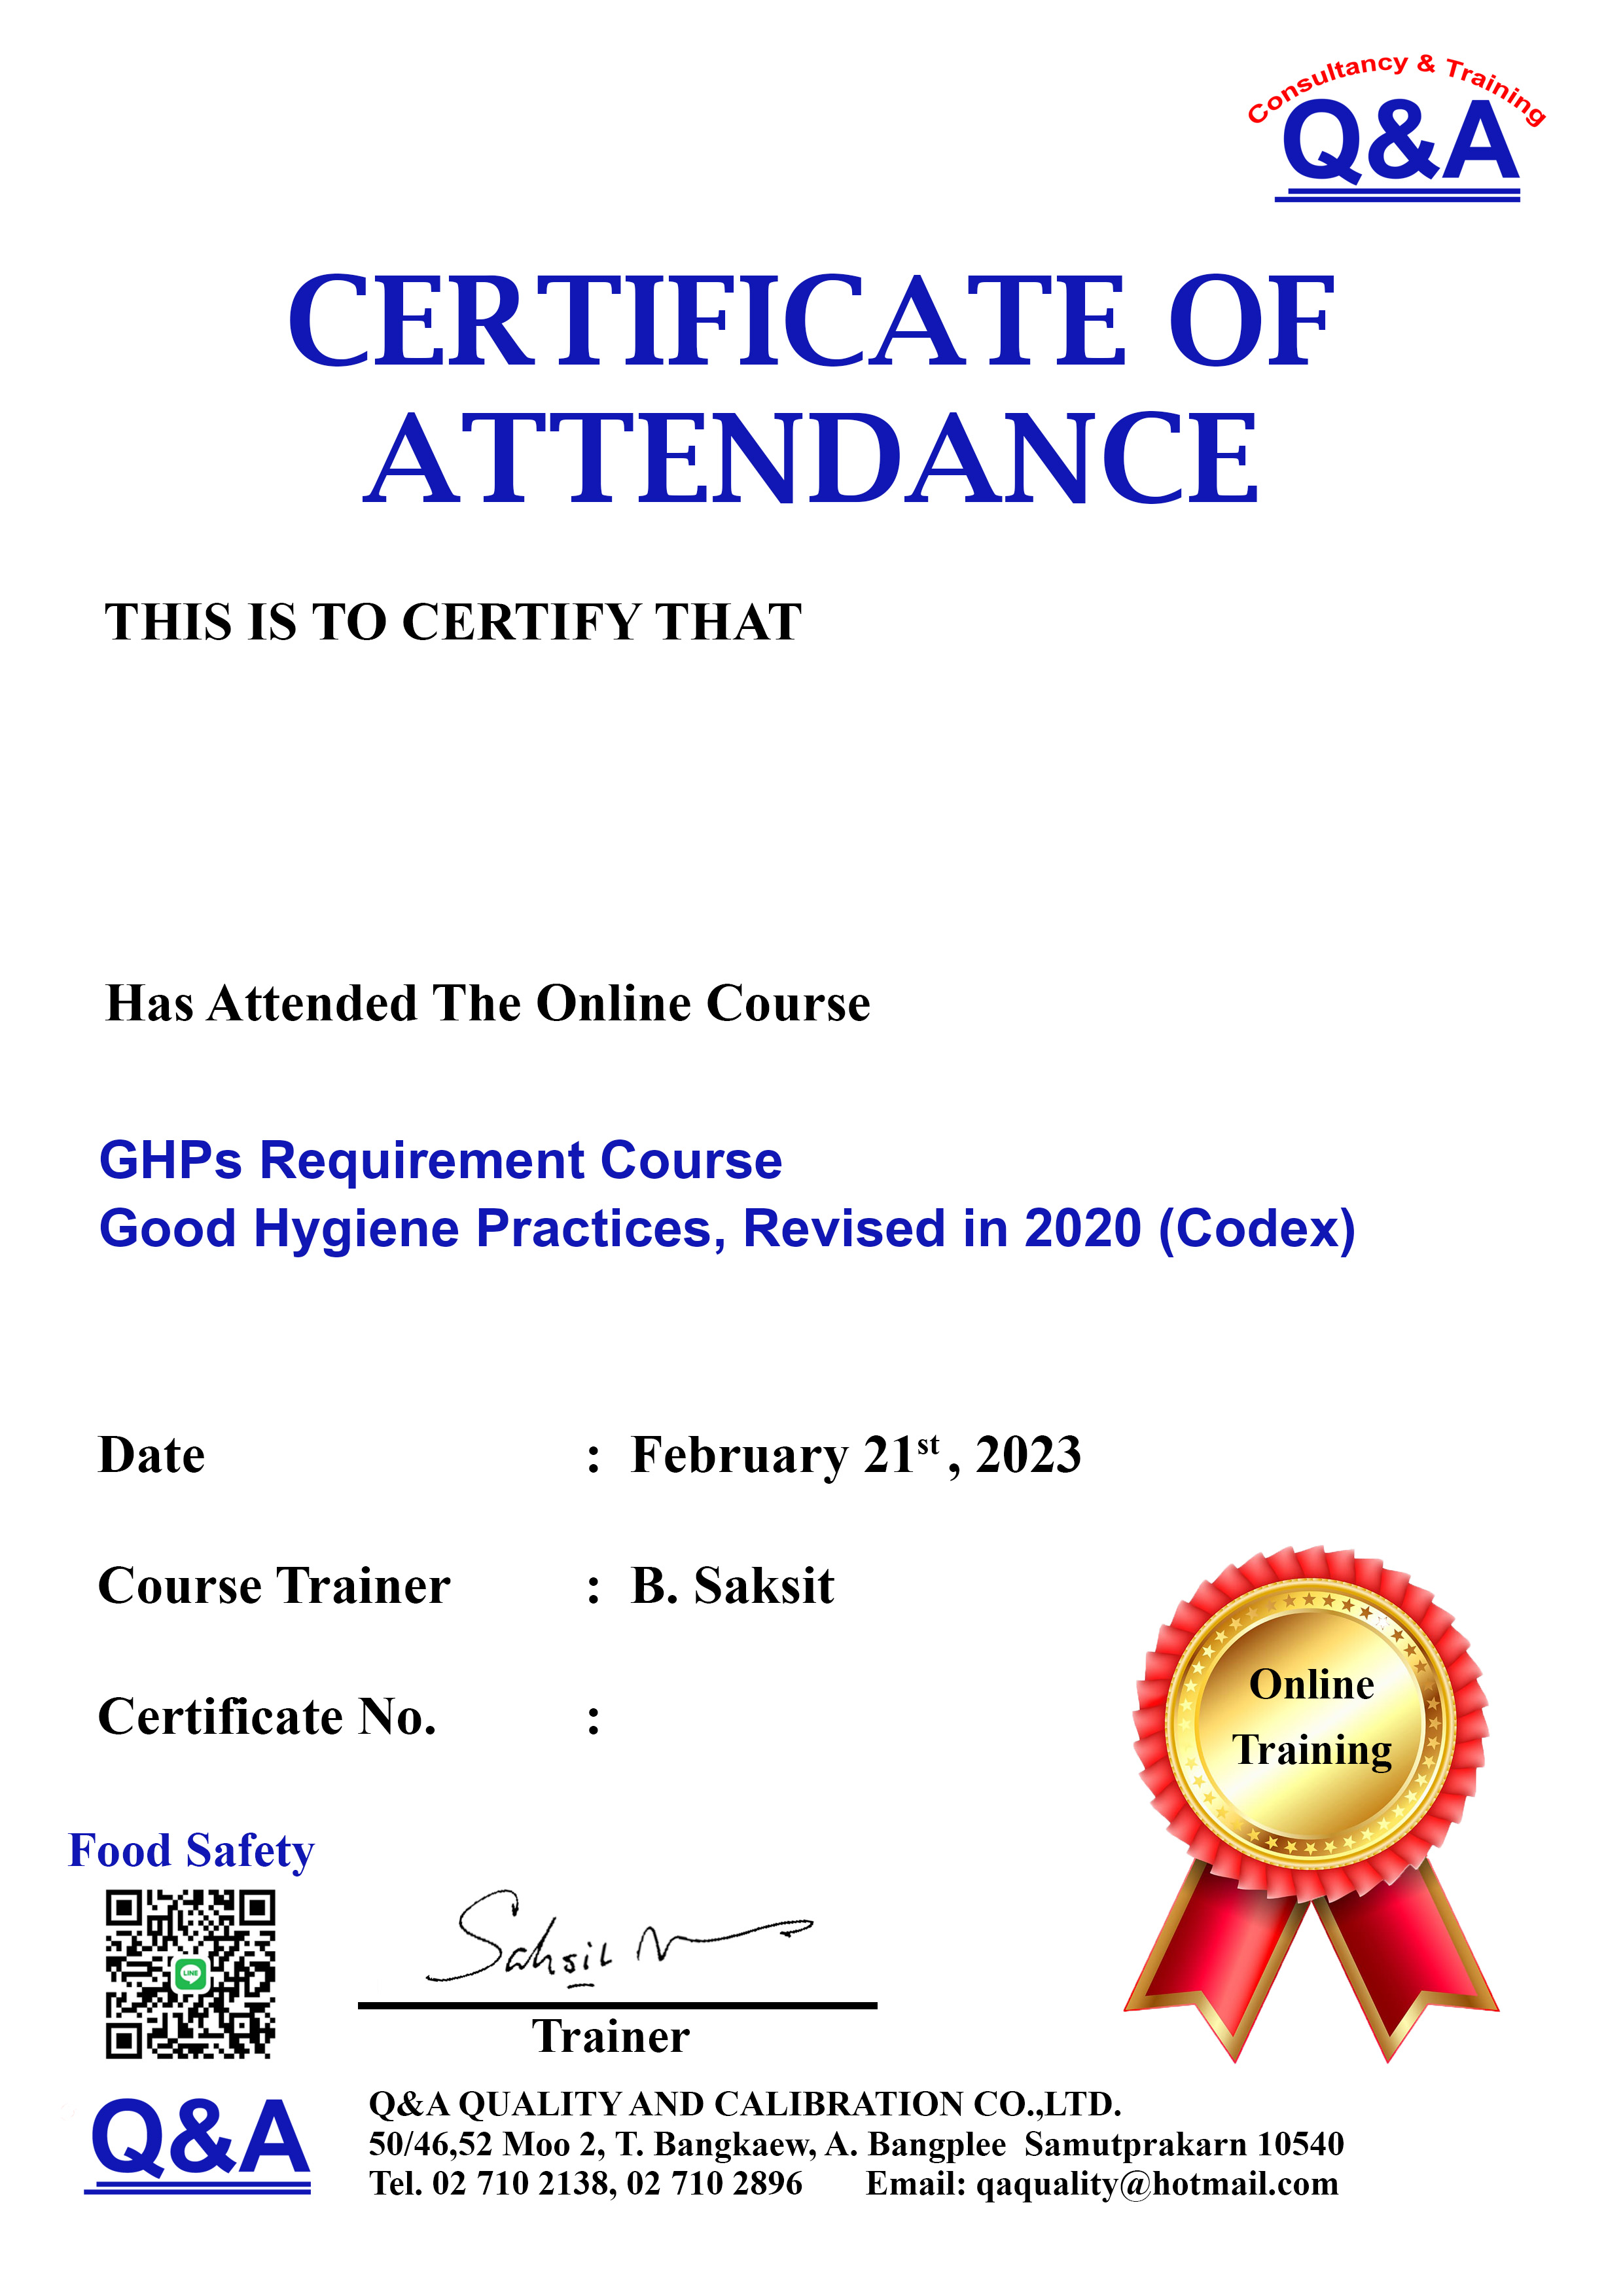 Consultancy & Training
Q&A
CERTIFICATE OF
ATTENDANCE
THIS IS TO CERTIFY THAT
Has Attended The Online Course
GHPs Requirement Course
Good Hygiene Practices, Revised in 2020 (Codex)
Date : February 21st , 2023
Course Trainer : B. Saksit
Certificate No. :
Online
Training
Food Safety
LINE
Saksit
Trainer
Q&A
Q&A QUALITY AND CALIBRATION CO.,LTD.
50/46,52 Moo 2, T. Bangkaew, A. Bangplee Samutprakarn 10540
Tel. 02 710 2138, 02 710 2896 Email: qaquality@hotmail.com